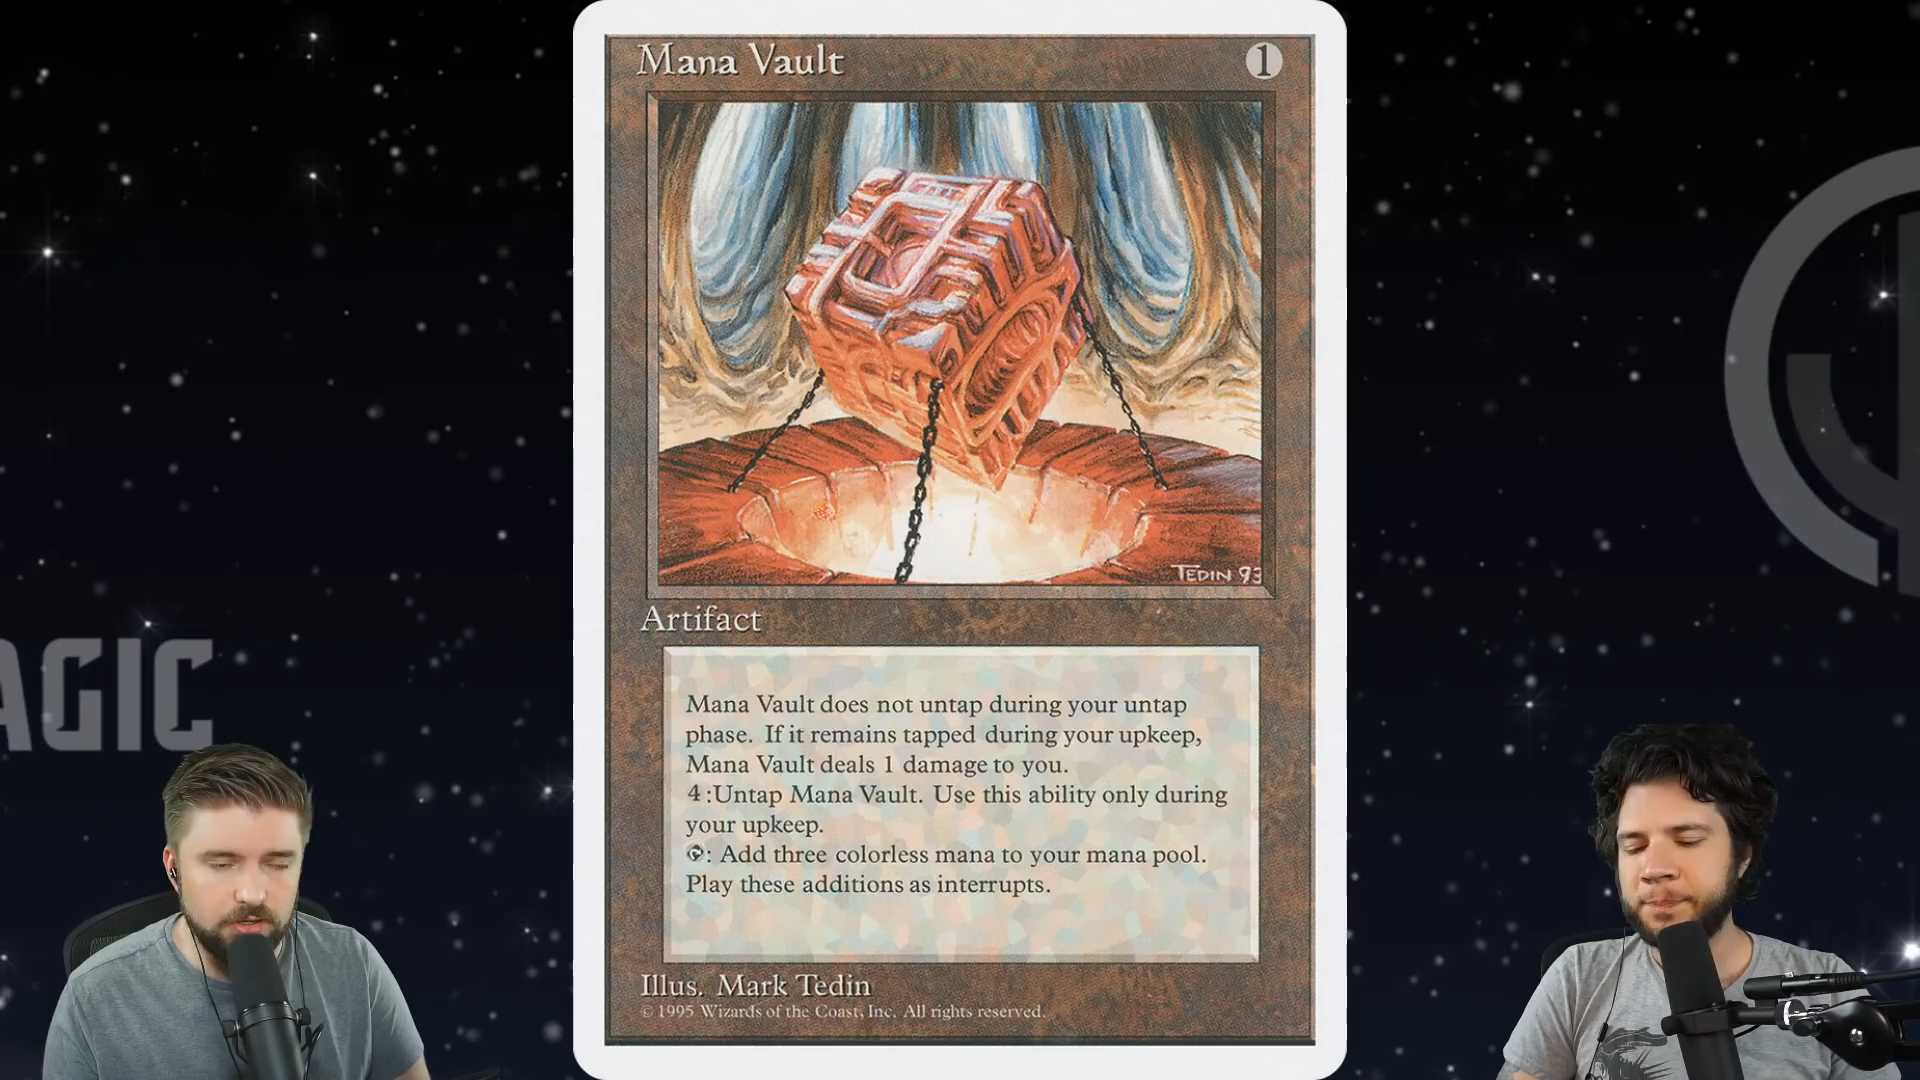 Mana Vault
1
TEDIN 93
Artifact
AGIC
Mana Vault does not untap during your untap
phase. If it remains tapped during your upkeep,
Mana Vault deals 1 damage to you.
4:Untap Mana Vault. Use this ability only during
your upkeep.
: Add three colorless mana to your mana pool.
Play these additions as interrupts.
Illus. Mark Tedin
© 1995 Wizards of the Coast, Inc. All rights reserved.